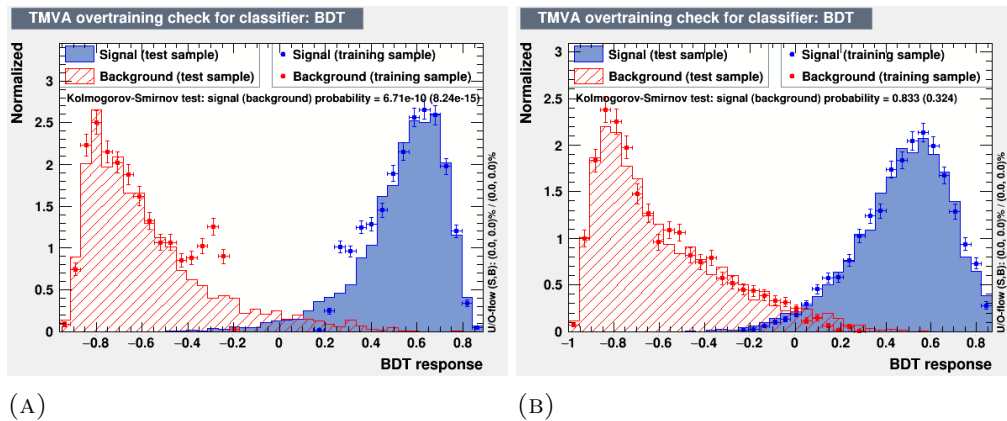 TMVA overtraining check for classifier: BDT
Normalized
Signal (test sample)
Background (test sample)
Signal (training sample)
Background (training sample)
Kolmogorov-Smirnov test: signal (background) probability = 6.71e-10 (8.24e-15)
3
2.5
2
1.5
1
0.5
0
−0.8 −0.6 −0.4 −0.2 0 0.2 0.4 0.6 0.8
BDT response
U/O-flow (S,B): (0.0, 0.0)% / (0.0, 0.0)%
(A)
TMVA overtraining check for classifier: BDT
Normalized
Signal (test sample)
Background (test sample)
Signal (training sample)
Background (training sample)
Kolmogorov-Smirnov test: signal (background) probability = 0.833 (0.324)
3
2.5
2
1.5
1
0.5
0
−1 −0.8 −0.6 −0.4 −0.2 0 0.2 0.4 0.6 0.8
BDT response
U/O-flow (S,B): (0.0, 0.0)% / (0.0, 0.0)%
(B)